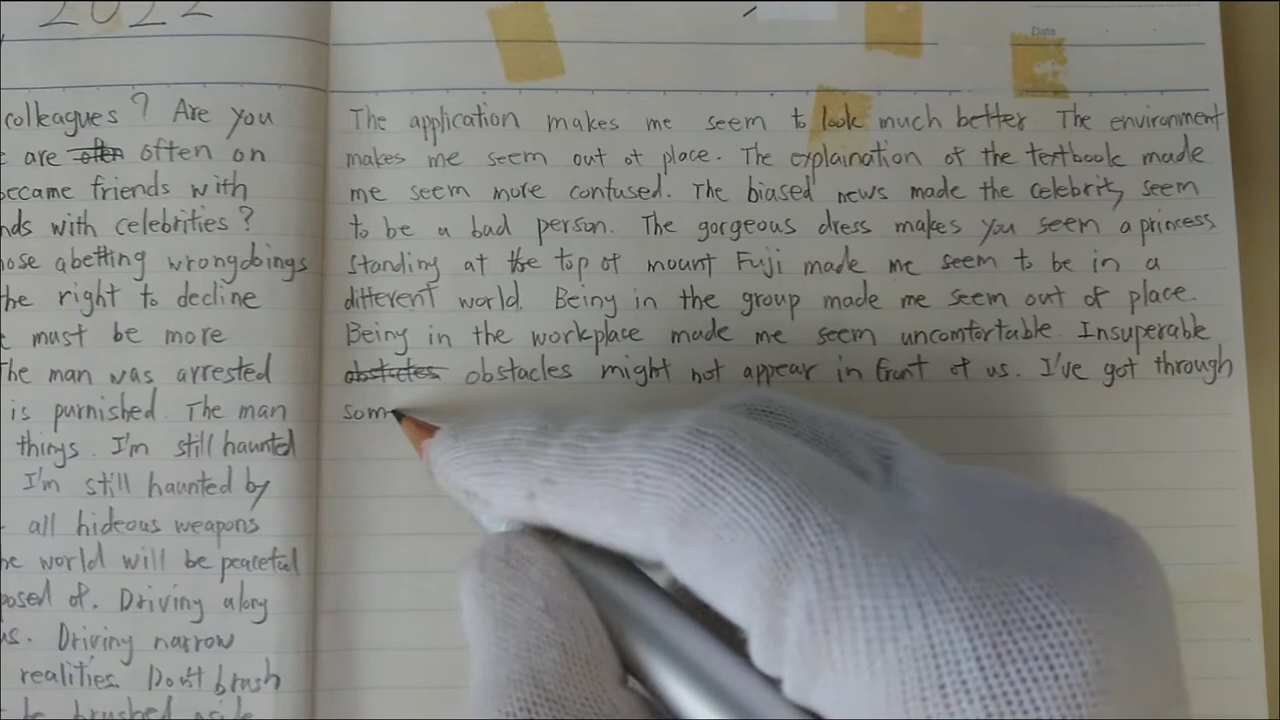 2022
Date
colleagues? Are you
are often often on
became friends with
with celebrities?
abetting wrongdoings
the right to decline
must be more
The man was arrested
is purnished. The man
things. I'm still haunted
I'm still haunted by
all hideous weapons
world will be peaceful
of. Driving along
Driving narrow
realities. Don't brush
be brushed aside
The application makes me seem to look much better. The environment
makes me seem out of place. The explaination of the textbook made
me seem more confused. The biased news made the celebrity seem
to be a bad person. The gorgeous dress makes you seem a princess
Standing at the top of mount Fuji made me seem to be in a
different world. Being in the group made me seem out of place.
Being in the workplace made me seem uncomfortable. Insuperable
obstcles obstacles might not appear in front of us. I've got through
som